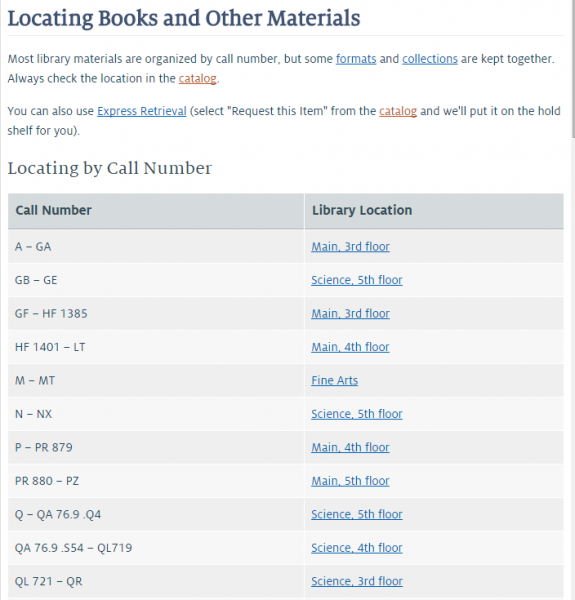 Locating Books and Other Materials
Most library materials are organized by call number, but some formats and collections are kept together.
Always check the location in the catalog.
You can also use Express Retrieval (select "Request this Item" from the catalog and we'll put it on the hold
shelf for you).
Locating by Call Number
Call Number Library Location
A – GA Main, 3rd floor
GB – GE Science, 5th floor
GF – HF 1385 Main, 3rd floor
HF 1401 – LT Main, 4th floor
M – MT Fine Arts
N – NX Science, 5th floor
P – PR 879 Main, 4th floor
PR 880 – PZ Main, 5th floor
Q – QA 76.9 .Q4 Science, 5th floor
QA 76.9 .S54 – QL719 Science, 4th floor
QL 721 – QR Science, 3rd floor